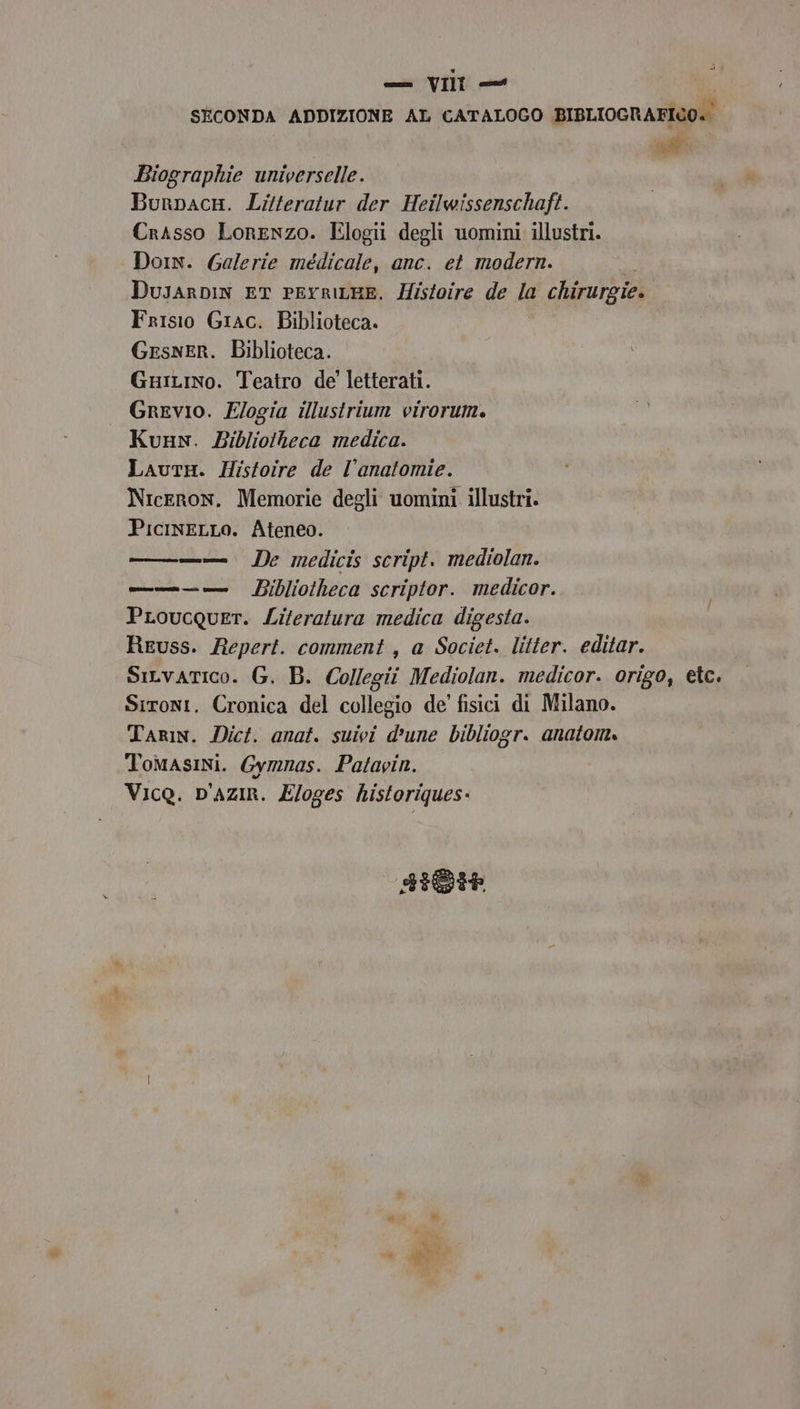 — VIII —
SECONDA ADDIZIONE AL CATALOGO BIBLIOGRAFICO.
Biographie universelle.
BURDACH. Litteratur der Heilwissenschaft.
CRASSO LORENZO. Elogii degli uomini illustri.
DOIN. Galerie médicale, anc. et modern.
DUJARDIN ET PEYRILHE. Histoire de la chirurgie.
FRISIO GIAC. Biblioteca.
GESNER. Biblioteca.
GHILINO. Teatro de' letterati.
GREVIO. Elogia illustrium virorum.
KUHN. Bibliotheca medica.
LAUTH. Histoire de l'anatomie.
NICERON. Memorie degli uomini illustri.
PICINELLO. Ateneo.
——— De medicis script. mediolan.
——— Bibliotheca scriptor. medicor.
PLOUCQUET. Literatura medica digesta.
REUSS. Repert. comment , a Societ. litter. editar.
SILVATICO. G. B. Collegii Mediolan. medicor. origo, etc.
SITONI. Cronica del collegio de' fisici di Milano.
TARIN. Dict. anat. suivi d'une bibliogr. anatom.
TOMASINI. Gymnas. Patavin.
VICQ. D'AZIR. Eloges historiques.